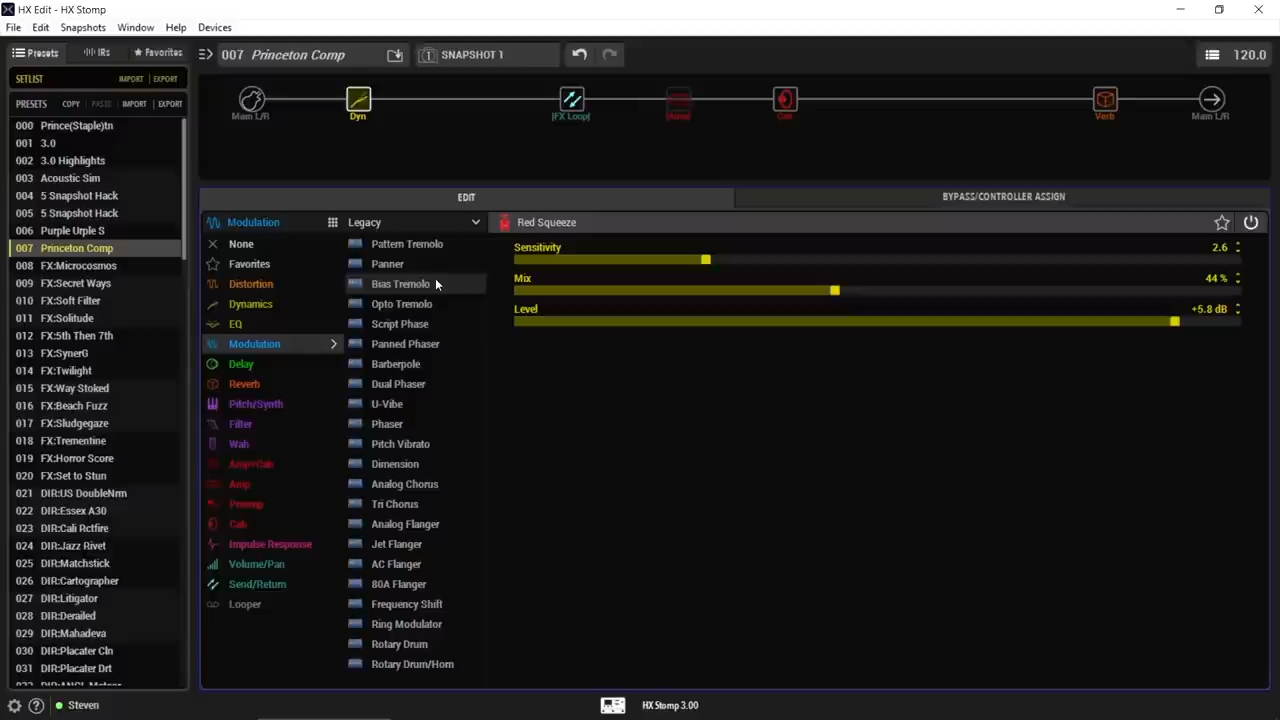 HX Edit - HX Stomp
File Edit Snapshots Window Help Devices
Presets IRs Favorites
007 Princeton Comp 1 SNAPSHOT 1 120.0
SETLIST IMPORT | EXPORT
PRESETS COPY PASTE IMPORT | EXPORT
Main L/R Dyn |FX Loop| |Amp| Cab Verb Main L/R
000 Prince(Staple)tn
001 3.0
002 3.0 Highlights
003 Acoustic Sim
004 5 Snapshot Hack
005 5 Snapshot Hack
006 Purple Urple S
007 Princeton Comp
008 FX:Microcosmos
009 FX:Secret Ways
010 FX:Soft Filter
011 FX:Solitude
012 FX:5th Then 7th
013 FX:SynerG
014 FX:Twilight
015 FX:Way Stoked
016 FX:Beach Fuzz
017 FX:Sludgegaze
018 FX:Trementine
019 FX:Horror Score
020 FX:Set to Stun
021 DIR:US DoubleNrm
022 DIR:Essex A30
023 DIR:Cali Rctfire
024 DIR:Jazz Rivet
025 DIR:Matchstick
026 DIR:Cartographer
027 DIR:Litigator
028 DIR:Derailed
029 DIR:Mahadeva
030 DIR:Placater Cln
031 DIR:Placater Drt
EDIT BYPASS/CONTROLLER ASSIGN
Modulation Legacy Red Squeeze
None
Favorites
Distortion
Dynamics
EQ
Modulation
Delay
Reverb
Pitch/Synth
Filter
Wah
Amp+Cab
Amp
Preamp
Cab
Impulse Response
Volume/Pan
Send/Return
Looper
Pattern Tremolo
Panner
Bias Tremolo
Opto Tremolo
Script Phase
Panned Phaser
Barberpole
Dual Phaser
U-Vibe
Phaser
Pitch Vibrato
Dimension
Analog Chorus
Tri Chorus
Analog Flanger
Jet Flanger
AC Flanger
80A Flanger
Frequency Shift
Ring Modulator
Rotary Drum
Rotary Drum/Horn
Sensitivity 2.6
Mix 44 %
Level +5.8 dB
Steven
HX Stomp 3.00